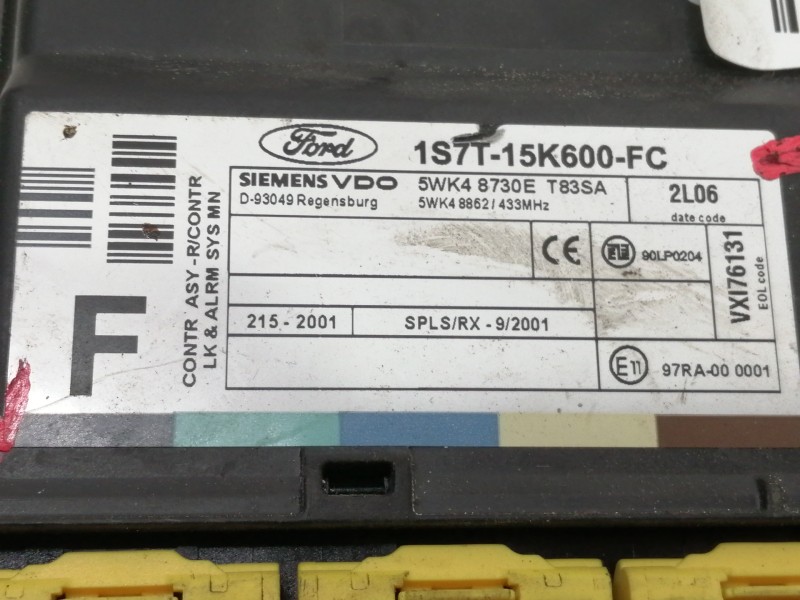 Ford
1S7T-15K600-FC
SIEMENS VDO
D-93049 Regensburg
5WK4 8730E T83SA
5WK4 8862 / 433MHz
2L06
date code
CE
90LP0204
VXI76131
EOL code
215 - 2001
SPLS/RX - 9/2001
E11
97RA-00 0001
CONTR ASY-R/CONTR
LK & ALRM SYS MN
F